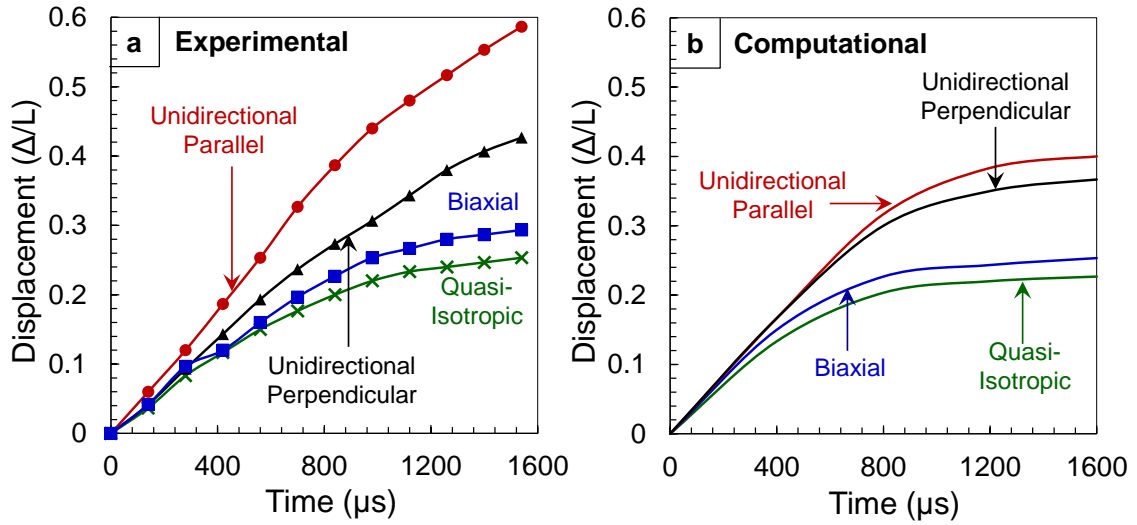 a Experimental
Displacement (Δ/L)
0.6
0.5
0.4
0.3
0.2
0.1
0
Unidirectional
Parallel
Biaxial
Quasi-
Isotropic
Unidirectional
Perpendicular
0 400 800 1200 1600
Time (µs)
b Computational
Displacement (Δ/L)
0.6
0.5
0.4
0.3
0.2
0.1
0
Unidirectional
Perpendicular
Unidirectional
Parallel
Biaxial
Quasi-
Isotropic
0 400 800 1200 1600
Time (µs)